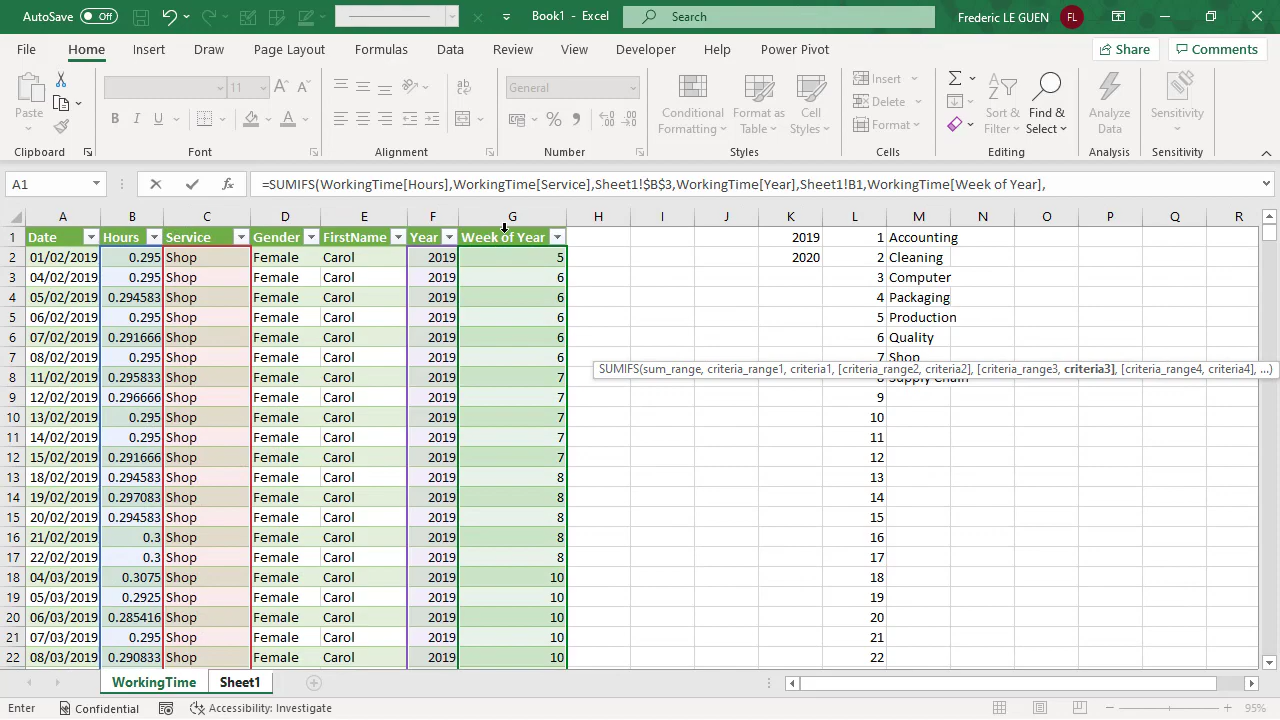 AutoSave Off Book1 - Excel Search Frederic LE GUEN FL
File Home Insert Draw Page Layout Formulas Data Review View Developer Help Power Pivot Share Comments
Paste
11
General
Conditional Formatting
Format as Table
Cell Styles
Insert
Delete
Format
Sort & Filter
Find & Select
Analyze Data
Sensitivity
Clipboard Font Alignment Number Styles Cells Editing Analysis Sensitivity
A1 =SUMIFS(WorkingTime[Hours],WorkingTime[Service],Sheet1!$B$3,WorkingTime[Year],Sheet1!B1,WorkingTime[Week of Year],
A B C D E F G H I J K L M N O P Q R
1 Date Hours Service Gender FirstName Year Week of Year 2019 1 Accounting
2 01/02/2019 0.295 Shop Female Carol 2019 5 2020 2 Cleaning
3 04/02/2019 0.295 Shop Female Carol 2019 6 3 Computer
4 05/02/2019 0.294583 Shop Female Carol 2019 6 4 Packaging
5 06/02/2019 0.295 Shop Female Carol 2019 6 5 Production
6 07/02/2019 0.291666 Shop Female Carol 2019 6 6 Quality
7 08/02/2019 0.295 Shop Female Carol 2019 6 7 Shop
SUMIFS(sum_range, criteria_range1, criteria1, [criteria_range2, criteria2], [criteria_range3, criteria3], [criteria_range4, criteria4], ...)
8 11/02/2019 0.295833 Shop Female Carol 2019 7 8 Supply Chain
9 12/02/2019 0.296666 Shop Female Carol 2019 7 9
10 13/02/2019 0.295 Shop Female Carol 2019 7 10
11 14/02/2019 0.295 Shop Female Carol 2019 7 11
12 15/02/2019 0.291666 Shop Female Carol 2019 7 12
13 18/02/2019 0.294583 Shop Female Carol 2019 8 13
14 19/02/2019 0.297083 Shop Female Carol 2019 8 14
15 20/02/2019 0.294583 Shop Female Carol 2019 8 15
16 21/02/2019 0.3 Shop Female Carol 2019 8 16
17 22/02/2019 0.3 Shop Female Carol 2019 8 17
18 04/03/2019 0.3075 Shop Female Carol 2019 10 18
19 05/03/2019 0.2925 Shop Female Carol 2019 10 19
20 06/03/2019 0.285416 Shop Female Carol 2019 10 20
21 07/03/2019 0.295 Shop Female Carol 2019 10 21
22 08/03/2019 0.290833 Shop Female Carol 2019 10 22
WorkingTime Sheet1
Enter Confidential Accessibility: Investigate 95%